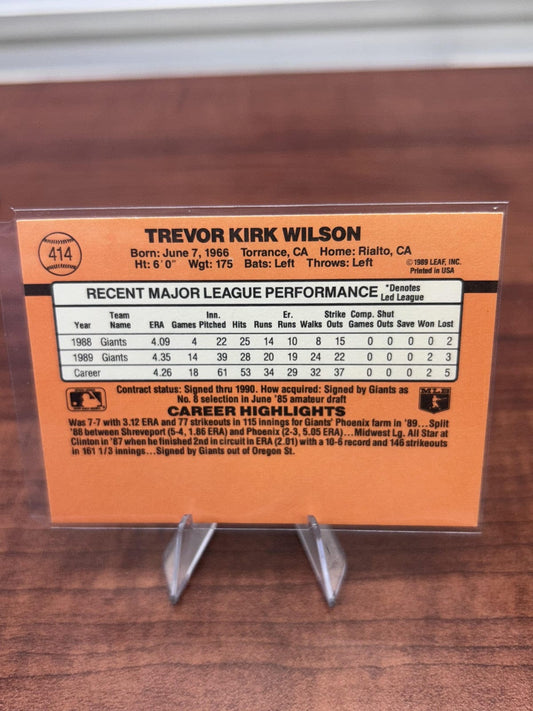 414
TREVOR KIRK WILSON
Born: June 7, 1966 Torrance, CA Home: Rialto, CA
Ht: 6´0˝ Wgt: 175 Bats: Left Throws: Left
©1989 LEAF, INC.
Printed in USA
RECENT MAJOR LEAGUE PERFORMANCE *Denotes Led League
Year Team Name ERA Games Inn. Pitched Hits Runs Er. Runs Walks Strike Outs Comp. Games Shut Outs Save Won Lost
1988 Giants 4.09 4 22 25 14 10 8 15 0 0 0 0 2
1989 Giants 4.35 14 39 28 20 19 24 22 0 0 0 2 3
Career 4.26 18 61 53 34 29 32 37 0 0 0 2 5
Contract status: Signed thru 1990. How acquired: Signed by Giants as
No. 8 selection in June '85 amateur draft
MLB
CAREER HIGHLIGHTS
Was 7-7 with 3.12 ERA and 77 strikeouts in 115 innings for Giants' Phoenix farm in '89...Split
'88 between Shreveport (5-4, 1.86 ERA) and Phoenix (2-3, 5.05 ERA)...Midwest Lg. All Star at
Clinton in '87 when he finished 2nd in circuit in ERA (2.01) with a 10-6 record and 146 strikeouts
in 161 1/3 innings...Signed by Giants out of Oregon St.